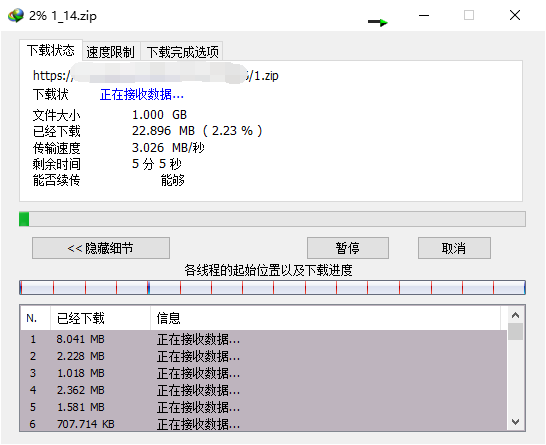 2% 1_14.zip
下载状态 速度限制 下载完成选项
https:/ /1.zip
下载状 正在接收数据...
文件大小 1.000 GB
已经下载 22.896 MB ( 2.23 % )
传输速度 3.026 MB/秒
剩余时间 5 分 5 秒
能否续传 能够
<< 隐藏细节 暂停 取消
各线程的起始位置以及下载进度
N. 已经下载 信息
1 8.041 MB 正在接收数据...
2 2.228 MB 正在接收数据...
3 1.018 MB 正在接收数据...
4 2.362 MB 正在接收数据...
5 1.581 MB 正在接收数据...
6 707.714 KB 正在接收数据...